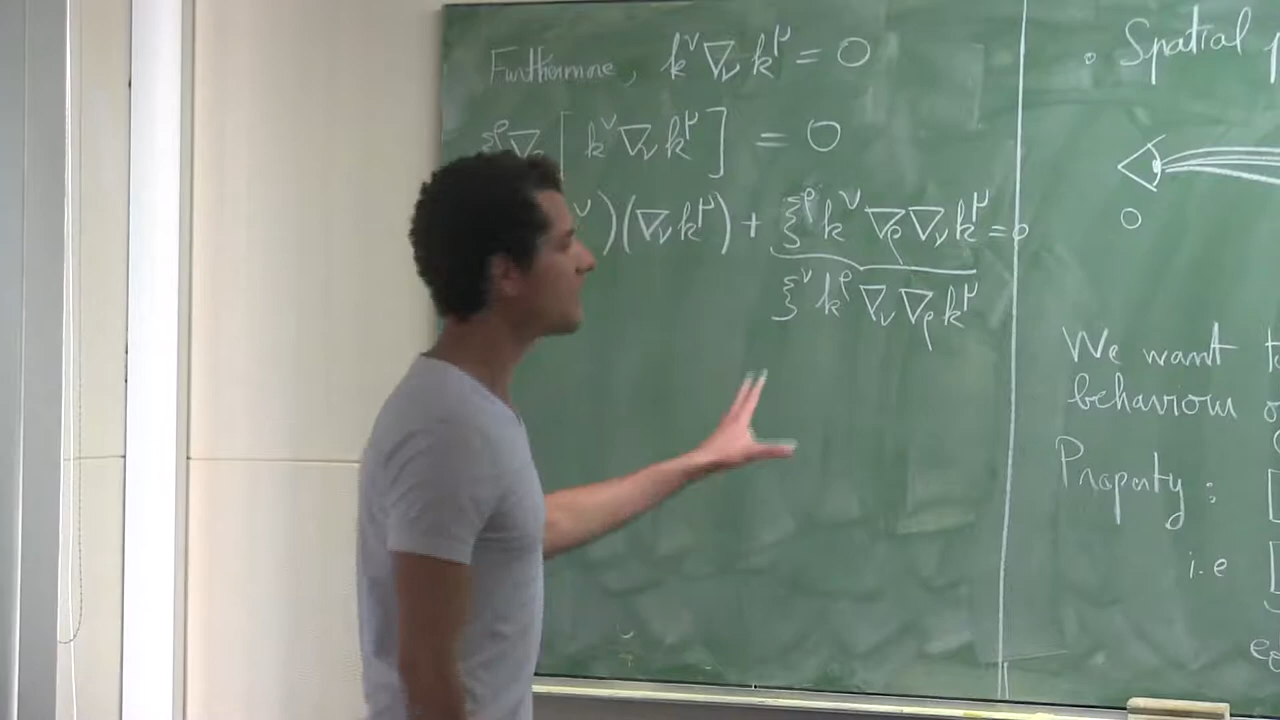 Furthermore, k^ν ∇_ν k^μ = 0
ξ^ρ ∇_ρ [ k^ν ∇_ν k^μ ] = 0
^ν )(∇_ν k^μ) + ξ^ρ k^ν ∇_ρ ∇_ν k^μ = 0
ξ^ν k^ρ ∇_ν ∇_ρ k^μ
• Spatial
O
We want
behaviour
Property :
i.e